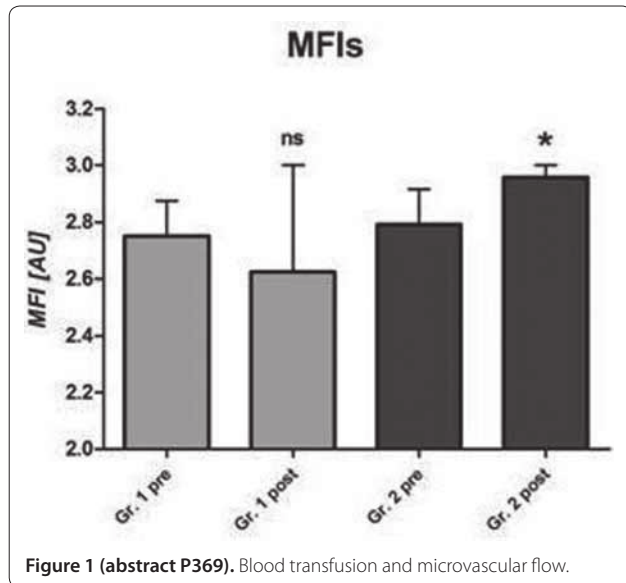 MFIs
MFI [AU]
3.2
3.0
2.8
2.6
2.4
2.2
2.0
ns
*
Gr. 1 pre
Gr. 1 post
Gr. 2 pre
Gr. 2 post
Figure 1 (abstract P369). Blood transfusion and microvascular flow.